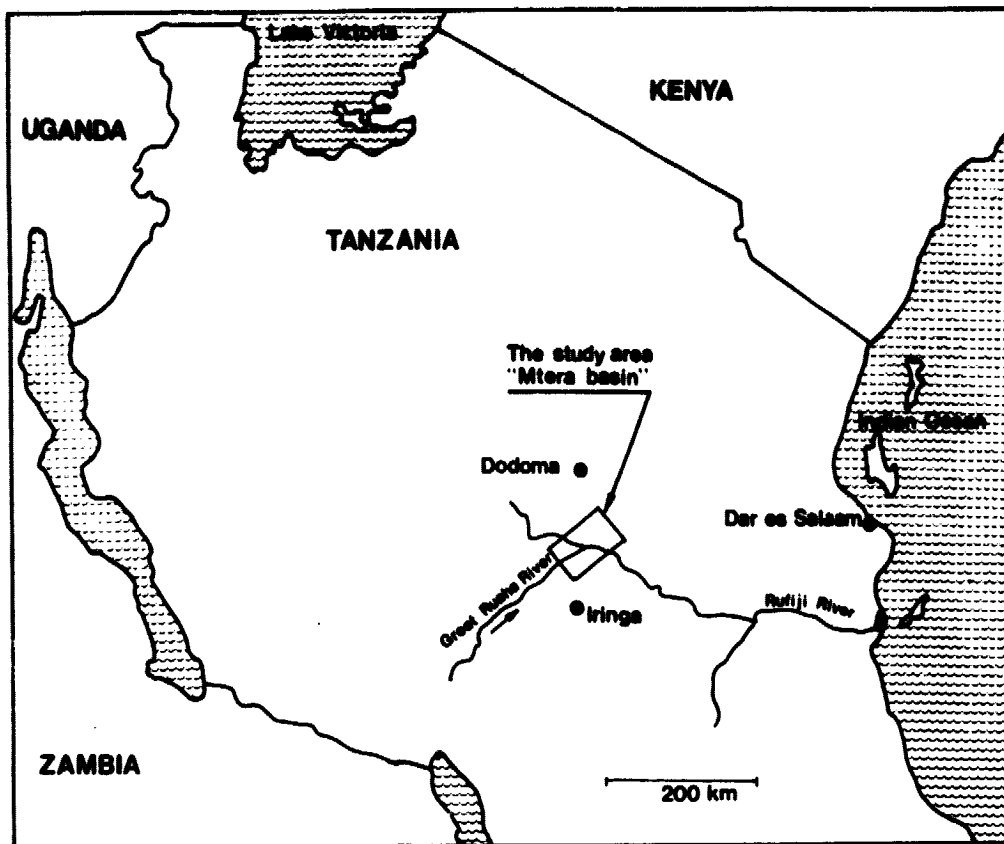 Lake Viktoria
KENYA
UGANDA
TANZANIA
The study area
"Mtera basin"
Indian Ocean
Dodoma
Dar es Salaam
Great Ruaha River
Rufiji River
Iringa
ZAMBIA
200 km